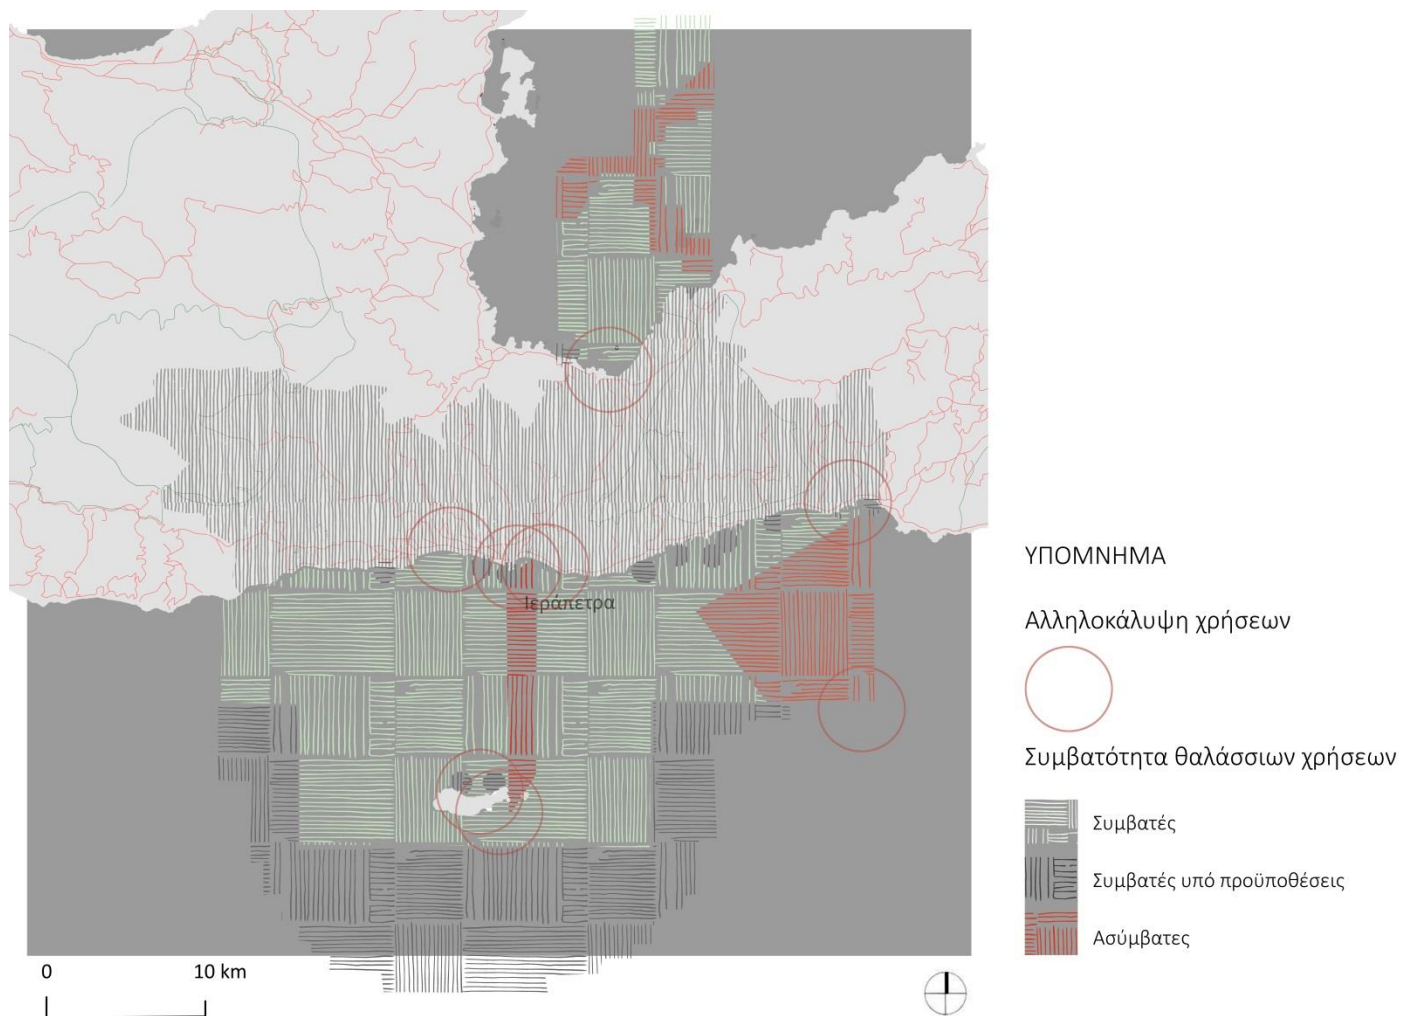 Ιεράπετρα
ΥΠΟΜΝΗΜΑ
Αλληλοκάλυψη χρήσεων
Συμβατότητα θαλάσσιων χρήσεων
Συμβατές
Συμβατές υπό προϋποθέσεις
Ασύμβατες
0 10 km